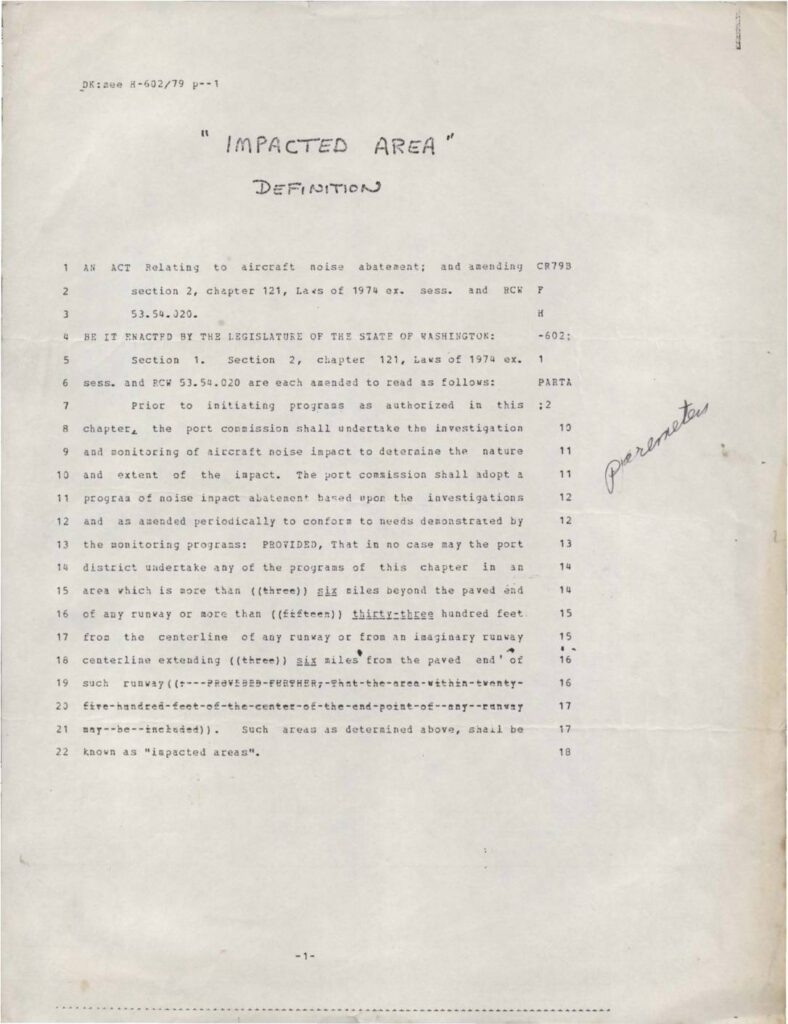 DK:mee H-602/79 p--1
"IMPACTED AREA"
DEFINITION
1 AN ACT Relating to aircraft noise abatement; and amending CR79B
2 section 2, chapter 121, Laws of 1974 ex. sess. and RCW F
3 53.54.020. H
4 BE IT ENACTED BY THE LEGISLATURE OF THE STATE OF WASHINGTON: -602:
5 Section 1. Section 2, chapter 121, Laws of 1974 ex. 1
6 sess. and RCW 53.54.020 are each amended to read as follows: PARTA
7 Prior to initiating programs as authorized in this ;2
8 chapter, the port commission shall undertake the investigation 10
9 and monitoring of aircraft noise impact to determine the nature 11
10 and extent of the impact. The port commission shall adopt a 11
11 program of noise impact abatement based upon the investigations 12
12 and as amended periodically to conform to needs demonstrated by 12
13 the monitoring programs: PROVIDED, That in no case may the port 13
14 district undertake any of the programs of this chapter in an 14
15 area which is more than ((three)) six miles beyond the paved end 14
16 of any runway or more than ((fifteen)) thirty-three hundred feet 15
17 from the centerline of any runway or from an imaginary runway 15
18 centerline extending ((three)) six miles from the paved end of 16
19 such runway((:---PROVIDED-FURTHER,-That-the-area-within-twenty- 16
20 five-hundred-feet-of-the-center-of-the-end-point-of--any--runway 17
21 may--be--included)). Such areas as determined above, shall be 17
22 known as "impacted areas". 18
Paremeters
-1-